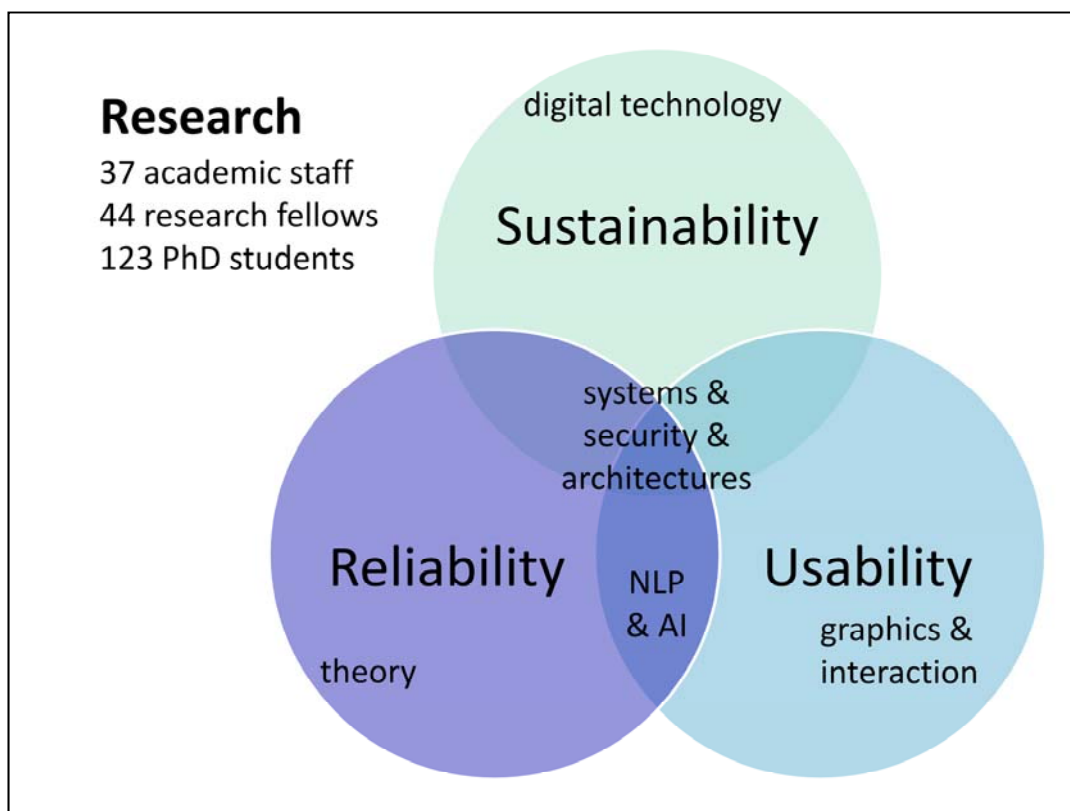 Research
37 academic staff
44 research fellows
123 PhD students
digital technology
Sustainability
systems &
security &
architectures
Reliability
theory
NLP
& AI
Usability
graphics &
interaction